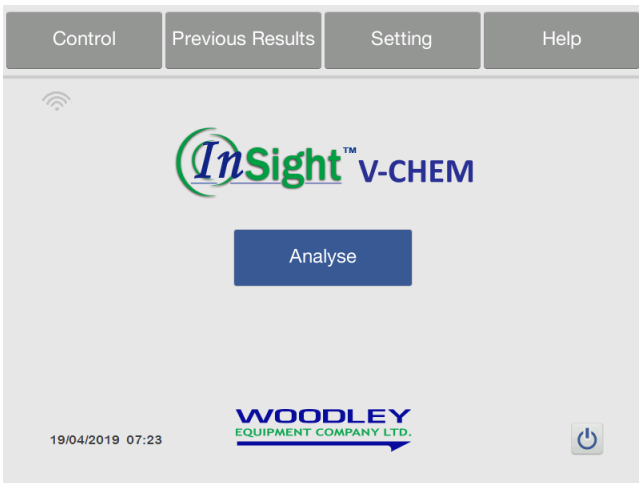 Control Previous Results Setting Help
InSight™ V-CHEM
Analyse
WOODLEY
EQUIPMENT COMPANY LTD.
19/04/2019 07:23